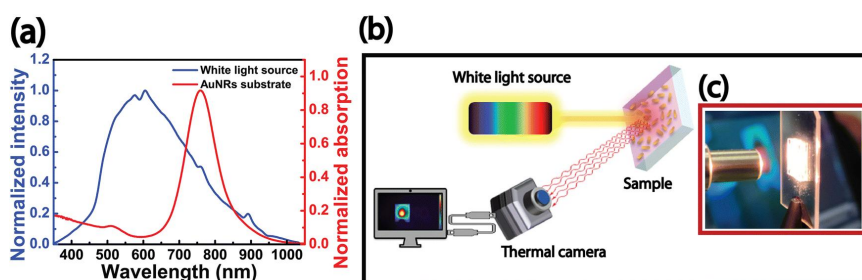 (a)
1.2
1.0
0.8
0.6
0.4
0.2
0.0
Normalized intensity
White light source
AuNRs substrate
1.0
0.8
0.6
0.4
0.2
0.0
Normalized absorption
400 500 600 700 800 900 1000
Wavelength (nm)
(b)
White light source
Sample
Thermal camera
(c)